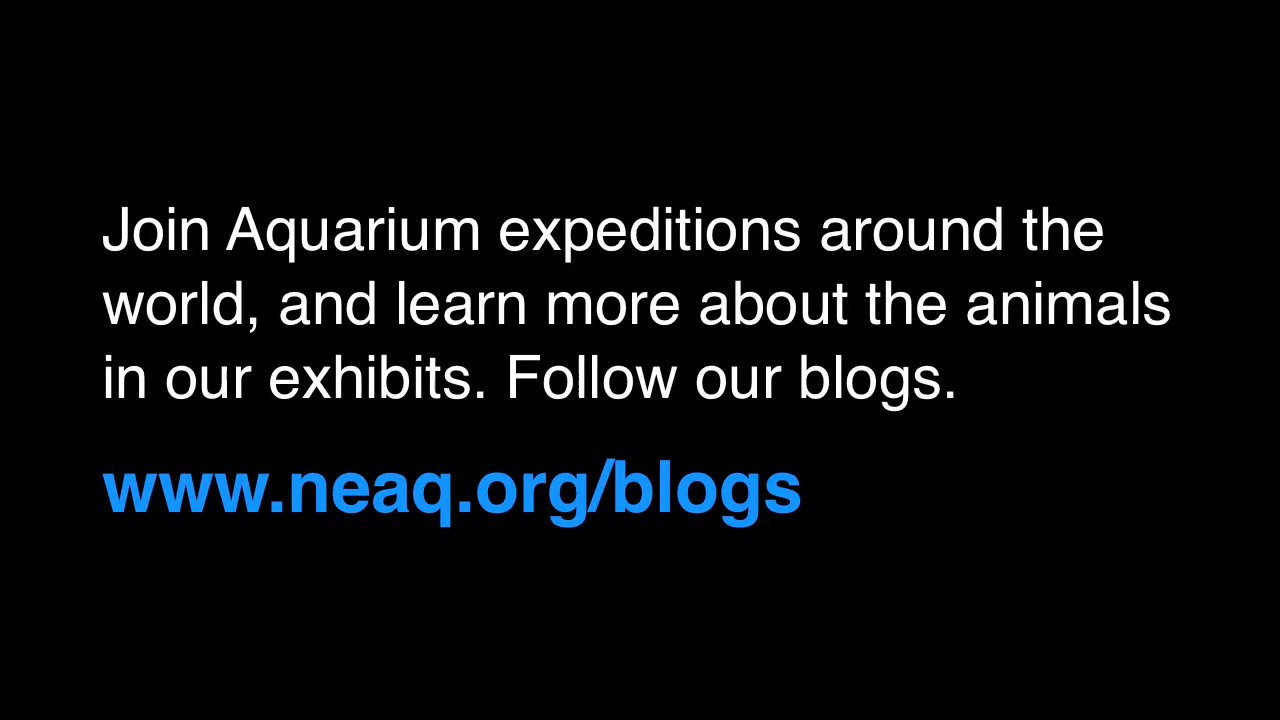 Join Aquarium expeditions around the
world, and learn more about the animals
in our exhibits. Follow our blogs.
www.neaq.org/blogs